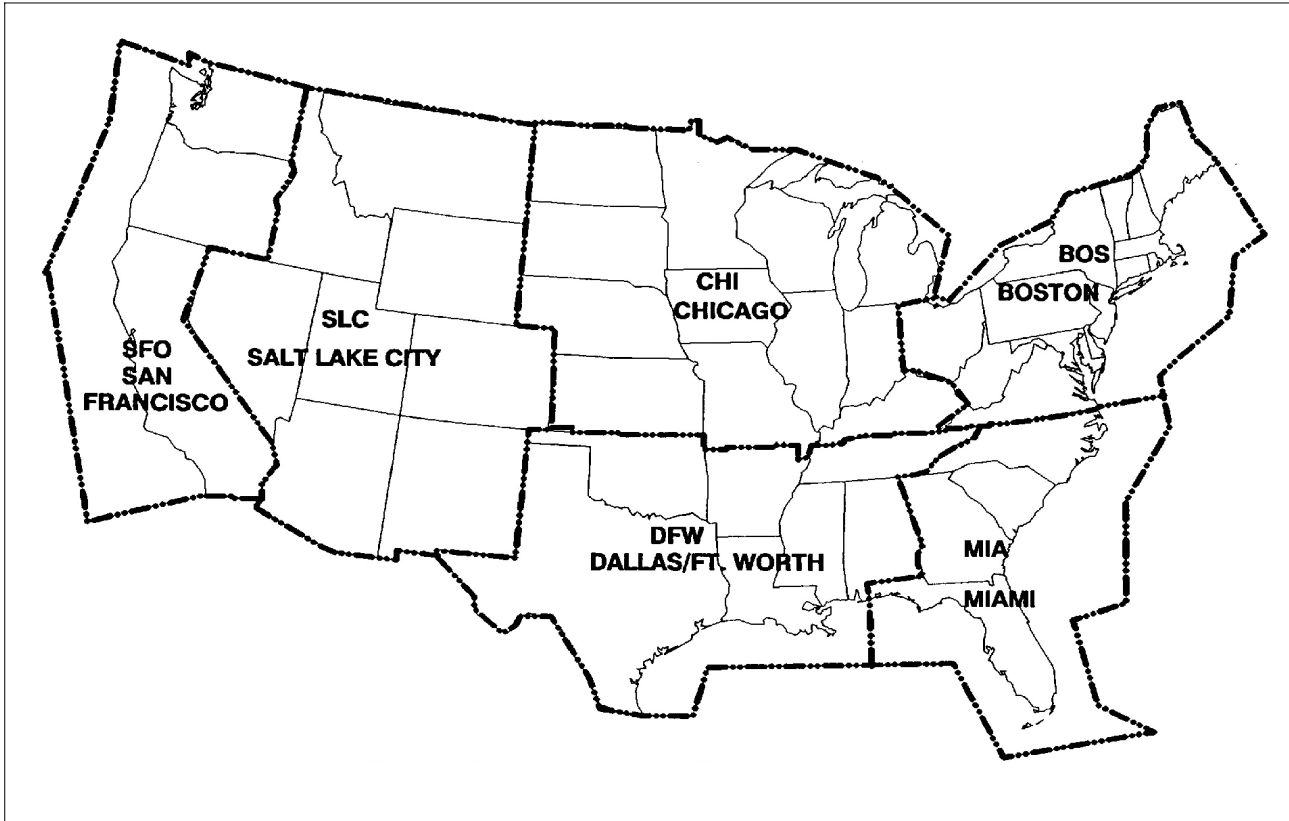 BOS
BOSTON
CHI
CHICAGO
SLC
SALT LAKE CITY
SFO
SAN
FRANCISCO
DFW
DALLAS/FT. WORTH
MIA
MIAMI